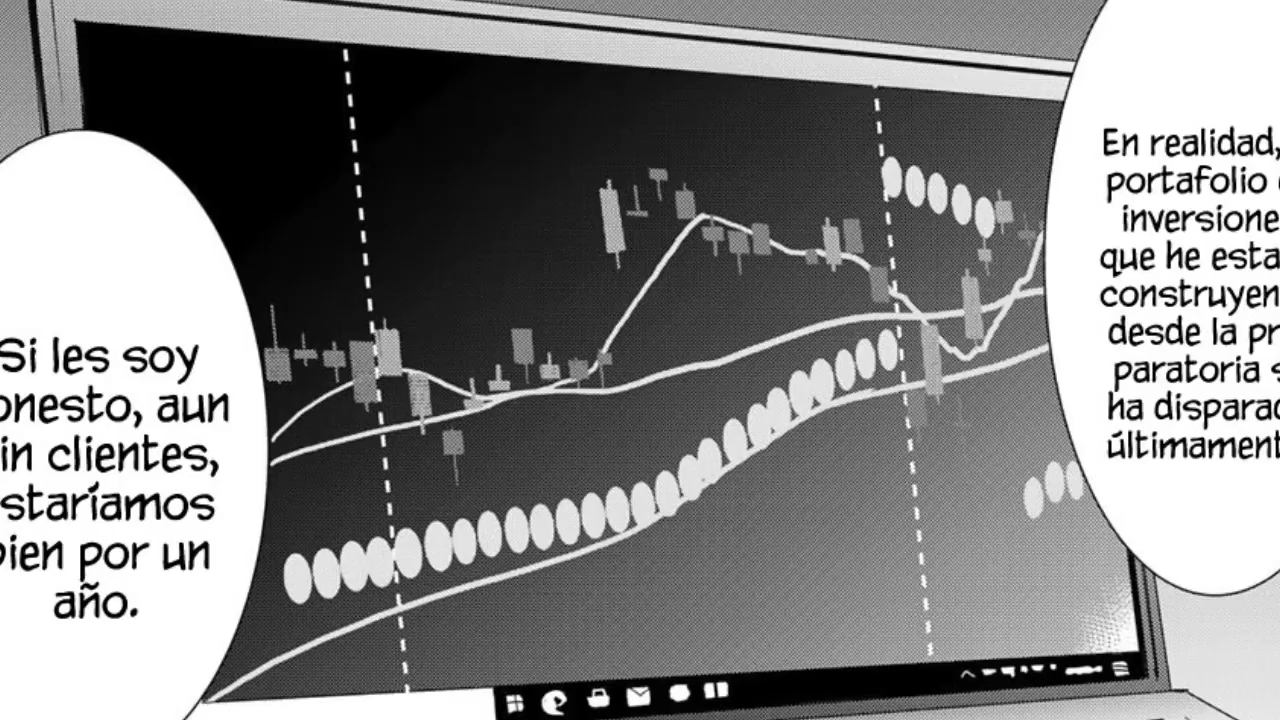 En realidad,
portafolio
inversione
que he esta
construyen
desde la pr
paratoria s
ha disparad
últimament
Si les soy
onesto, aun
in clientes,
staríamos
bien por un
año.